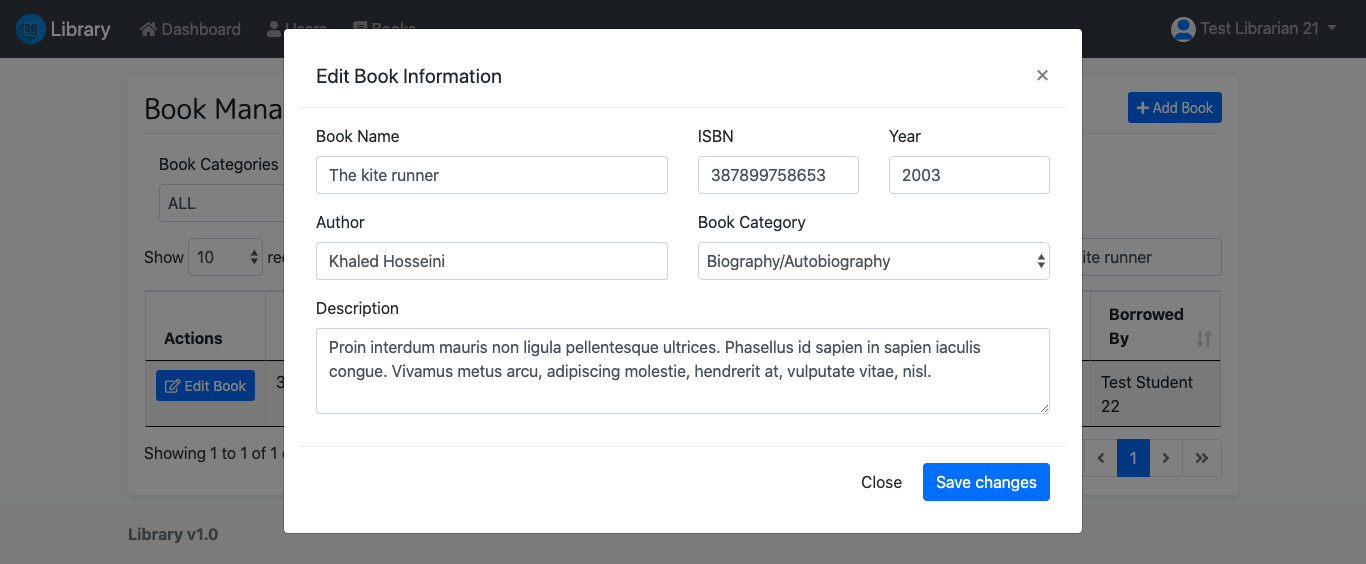 Library
Dashboard
Users
Books
Test Librarian 21
Edit Book Information
×
Book Mana
Add Book
Book Name
ISBN
Year
The kite runner
387899758653
2003
Book Categories
ALL
Author
Book Category
Khaled Hosseini
Biography/Autobiography
Show 10
ite runner
Description
Proin interdum mauris non ligula pellentesque ultrices. Phasellus id sapien in sapien iaculis
congue. Vivamus metus arcu, adipiscing molestie, hendrerit at, vulputate vitae, nisl.
Actions
Borrowed
By
Edit Book
3
Test Student
22
Showing 1 to 1 of 1
1
Close
Save changes
Library v1.0